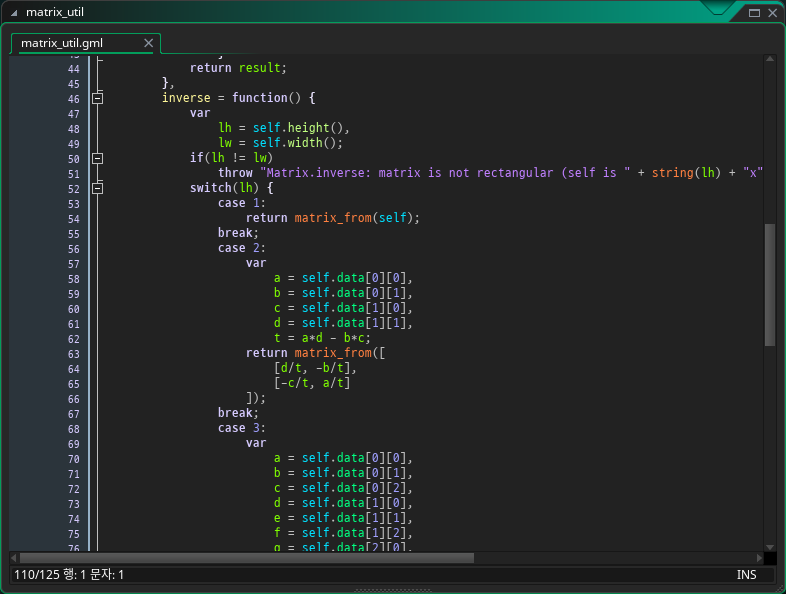 matrix_util
matrix_util.gml
44 return result;
45 },
46 inverse = function() {
47 var
48 lh = self.height(),
49 lw = self.width();
50 if(lh != lw)
51 throw "Matrix.inverse: matrix is not rectangular (self is " + string(lh) + "x"
52 switch(lh) {
53 case 1:
54 return matrix_from(self);
55 break;
56 case 2:
57 var
58 a = self.data[0][0],
59 b = self.data[0][1],
60 c = self.data[1][0],
61 d = self.data[1][1],
62 t = a*d - b*c;
63 return matrix_from([
64 [d/t, -b/t],
65 [-c/t, a/t]
66 ]);
67 break;
68 case 3:
69 var
70 a = self.data[0][0],
71 b = self.data[0][1],
72 c = self.data[0][2],
73 d = self.data[1][0],
74 e = self.data[1][1],
75 f = self.data[1][2],
76 g = self.data[2][0],
110/125 행: 1 문자: 1
INS